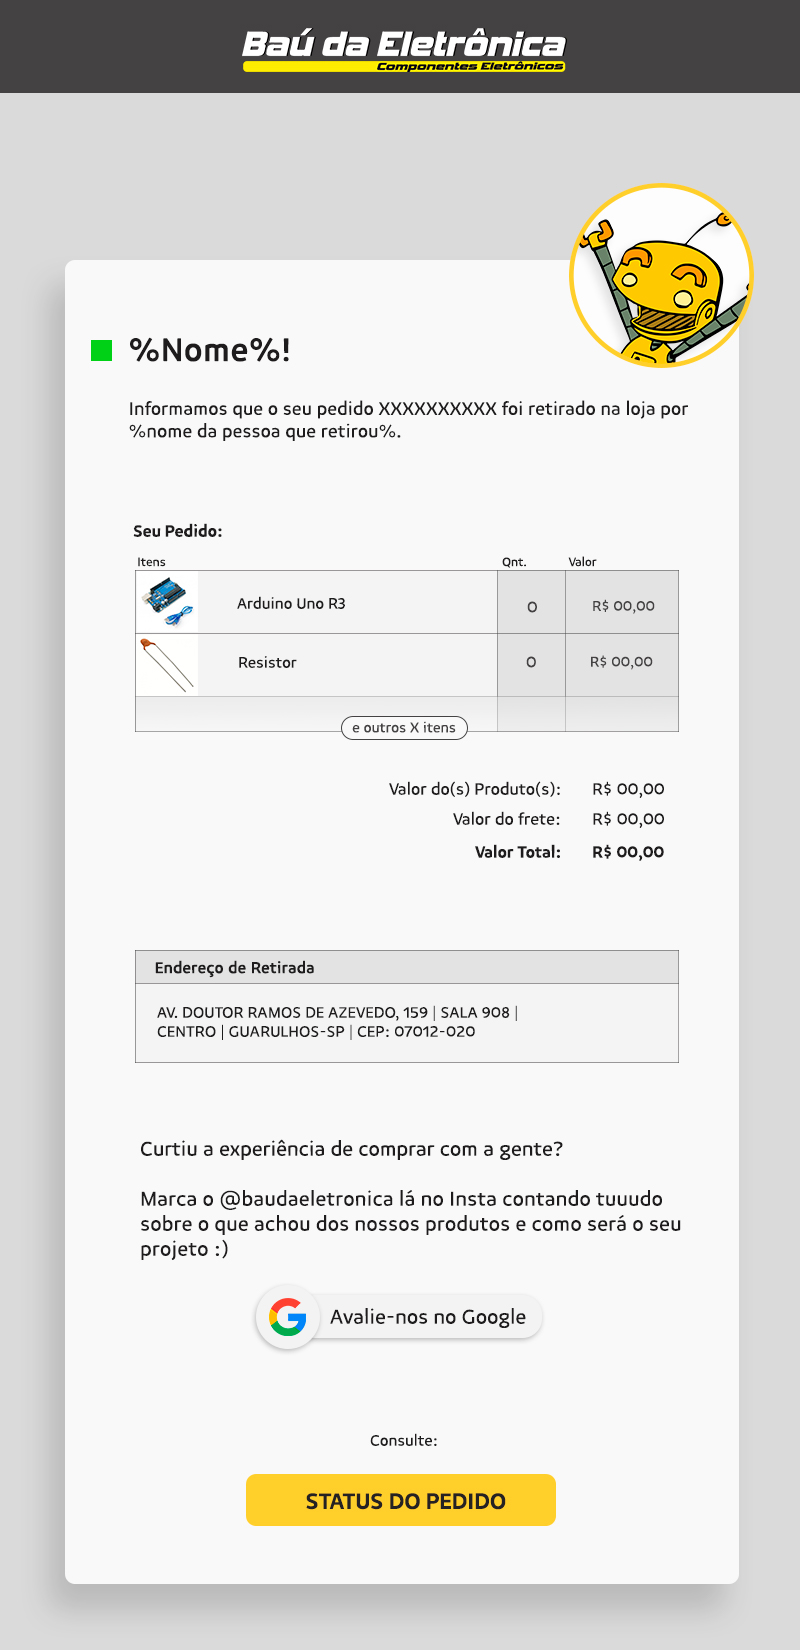 Baú da Eletrônica
Componentes Eletrônicos
%Nome%!
Informamos que o seu pedido XXXXXXXXXX foi retirado na loja por
%nome da pessoa que retirou%.
Seu Pedido:
Itens Qnt. Valor
Arduino Uno R3 0 R$ 00,00
Resistor 0 R$ 00,00
e outros X itens
Valor do(s) Produto(s): R$ 00,00
Valor do frete: R$ 00,00
Valor Total: R$ 00,00
Endereço de Retirada
AV. DOUTOR RAMOS DE AZEVEDO, 159 | SALA 908 |
CENTRO | GUARULHOS-SP | CEP: 07012-020
Curtiu a experiência de comprar com a gente?
Marca o @baudaeletronica lá no Insta contando tuuudo
sobre o que achou dos nossos produtos e como será o seu
projeto :)
Avalie-nos no Google
Consulte:
STATUS DO PEDIDO